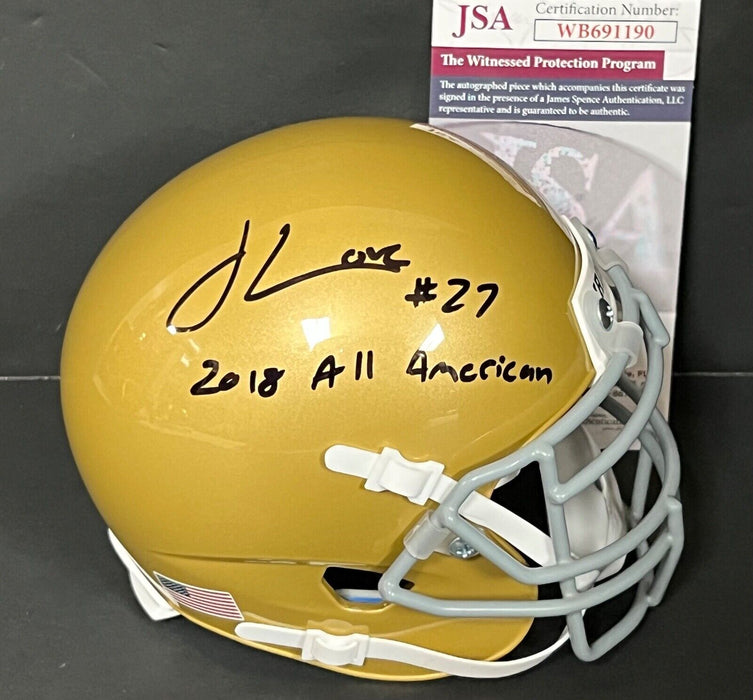 JSA
Certification Number:
WB691190
The Witnessed Protection Program
The autographed piece which accompanies this certificate was
signed in the presence of a James Spence Authentication, LLC
representative and is guaranteed to be authentic.
JSA
J Love
#27
2018 All American